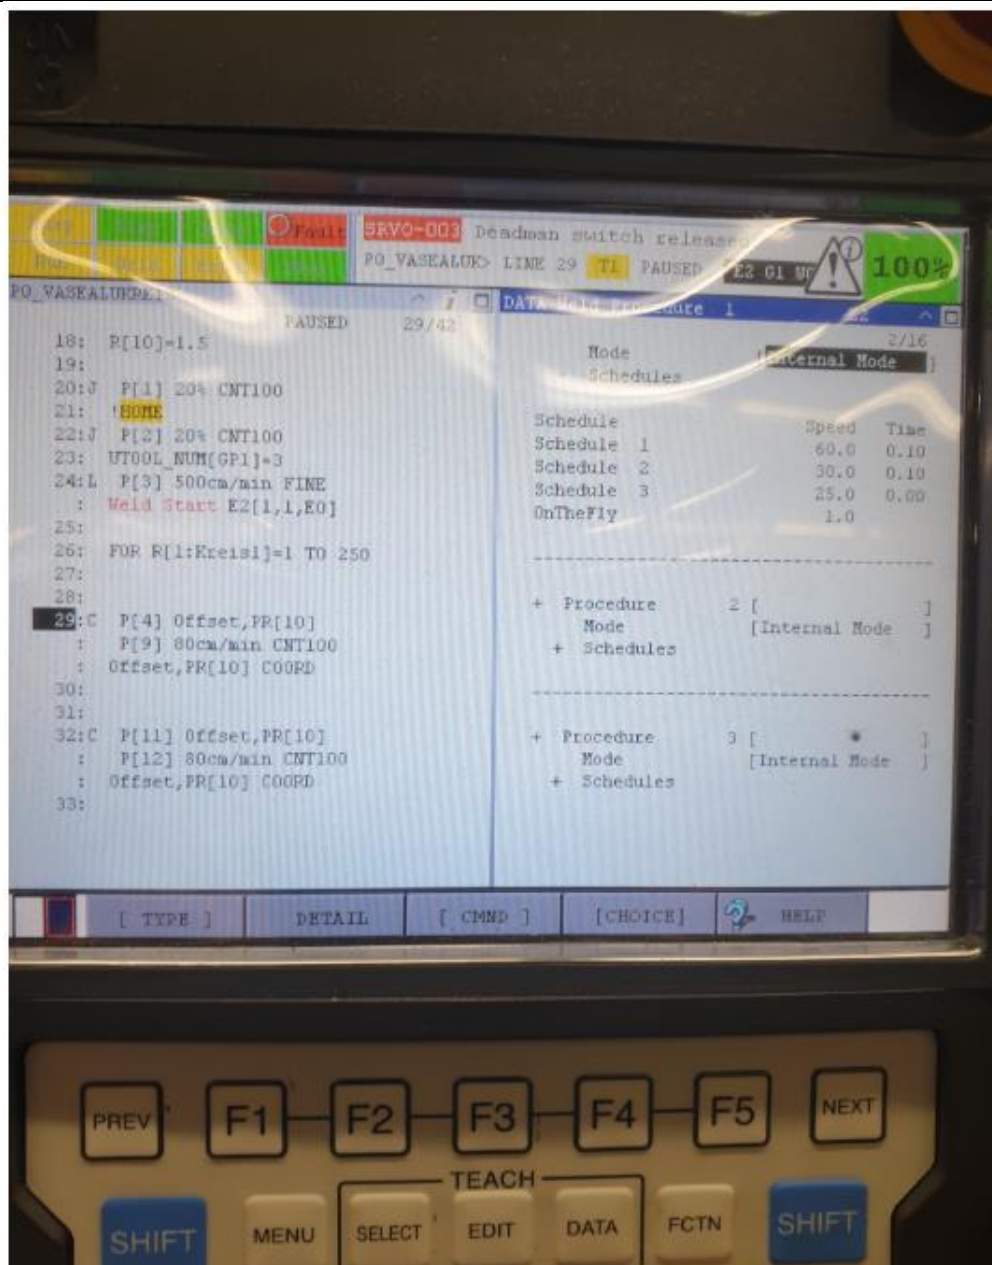 Fault
SRVO-003 Deadman switch released
PO_VASEALUK> LINE 29 T1 PAUSED E2 G1
100%
PAUSED 29/42
18: R[10]=1.5
19:
20:J P[1] 20% CNT100
21: !HOME
22:J P[2] 20% CNT100
23: UTOOL_NUM[GP1]=3
24:L P[3] 500cm/min FINE
: Weld Start E2[1,1,E0]
25:
26: FOR R[1:Kreisl]=1 TO 250
27:
28:
29:C P[4] Offset,PR[10]
: P[9] 80cm/min CNT100
: Offset,PR[10] COORD
30:
31:
32:C P[11] Offset,PR[10]
: P[12] 80cm/min CNT100
: Offset,PR[10] COORD
33:
DATA Weld Procedure 1 E2
2/16
Mode [Internal Mode ]
Schedules
Schedule Speed Time
Schedule 1 60.0 0.10
Schedule 2 30.0 0.10
Schedule 3 25.0 0.00
OnTheFly 1.0
+ Procedure 2 [ ]
Mode [Internal Mode ]
+ Schedules
+ Procedure 3 [ * ]
Mode [Internal Mode ]
+ Schedules
[ TYPE ] DETAIL [ CMND ] [CHOICE] HELP
PREV F1 F2 F3 F4 F5 NEXT
TEACH
SHIFT MENU SELECT EDIT DATA FCTN SHIFT